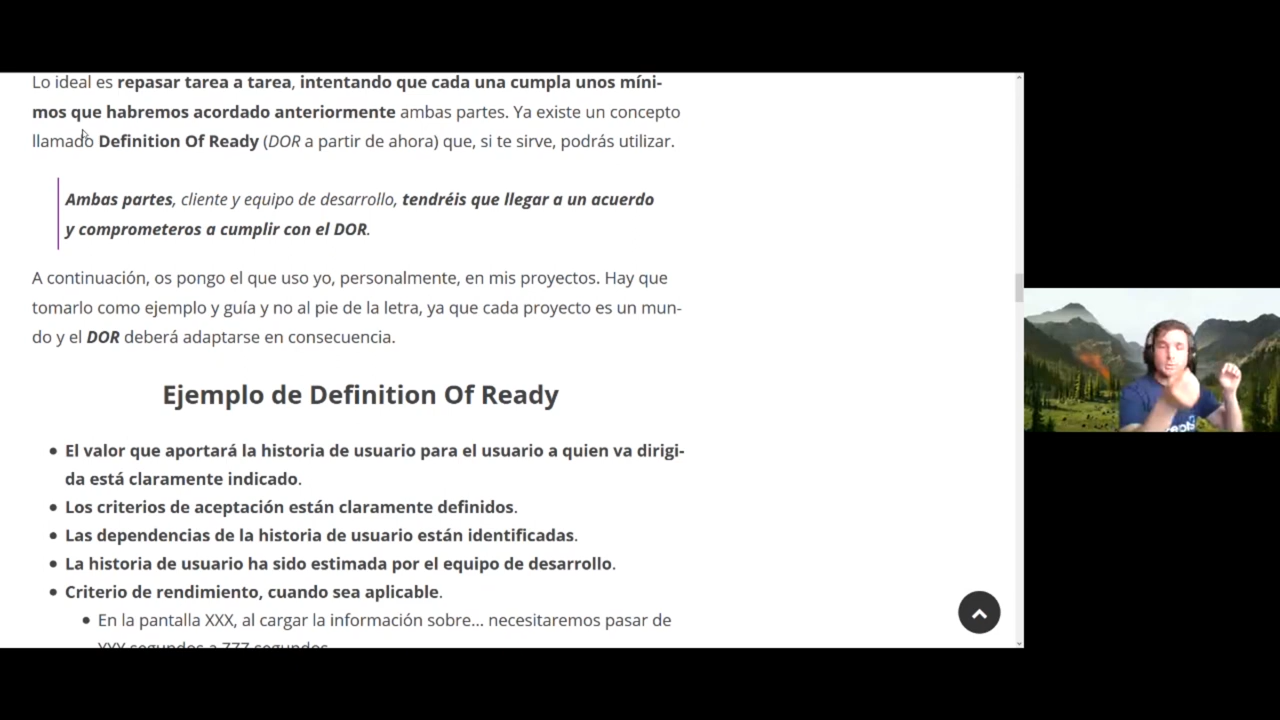 Lo ideal es repasar tarea a tarea, intentando que cada una cumpla unos míni-
mos que habremos acordado anteriormente ambas partes. Ya existe un concepto
llamado Definition Of Ready (DOR a partir de ahora) que, si te sirve, podrás utilizar.
Ambas partes, cliente y equipo de desarrollo, tendréis que llegar a un acuerdo
y comprometeros a cumplir con el DOR.
A continuación, os pongo el que uso yo, personalmente, en mis proyectos. Hay que
tomarlo como ejemplo y guía y no al pie de la letra, ya que cada proyecto es un mun-
do y el DOR deberá adaptarse en consecuencia.
Ejemplo de Definition Of Ready
• El valor que aportará la historia de usuario para el usuario a quien va dirigi-
da está claramente indicado.
• Los criterios de aceptación están claramente definidos.
• Las dependencias de la historia de usuario están identificadas.
• La historia de usuario ha sido estimada por el equipo de desarrollo.
• Criterio de rendimiento, cuando sea aplicable.
• En la pantalla XXX, al cargar la información sobre... necesitaremos pasar de
YYY segundos a ZZZ segundos